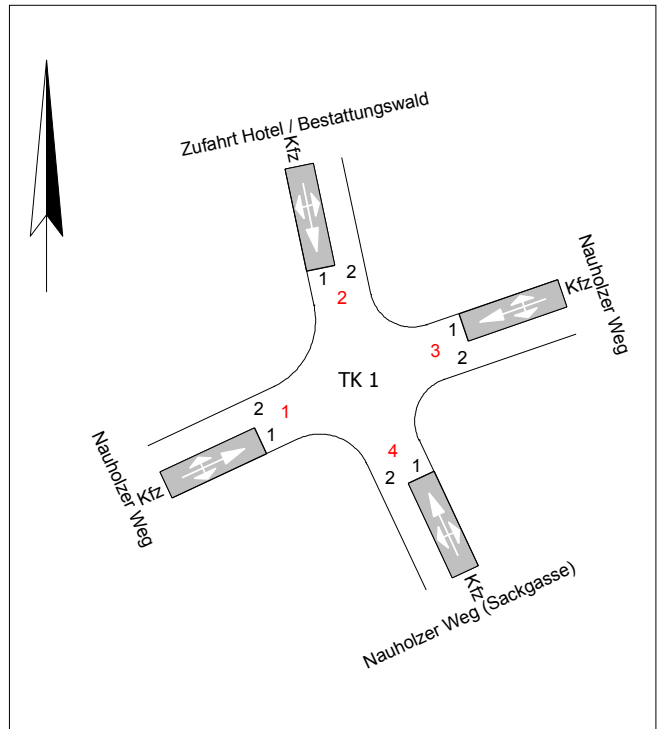 Zufahrt Hotel / Bestattungswald
Kfz
1 2
2
Nauholzer Weg
Kfz
1
3
2
TK 1
2 1
1
Nauholzer Weg
Kfz
4
1
2
Kfz
Nauholzer Weg (Sackgasse)